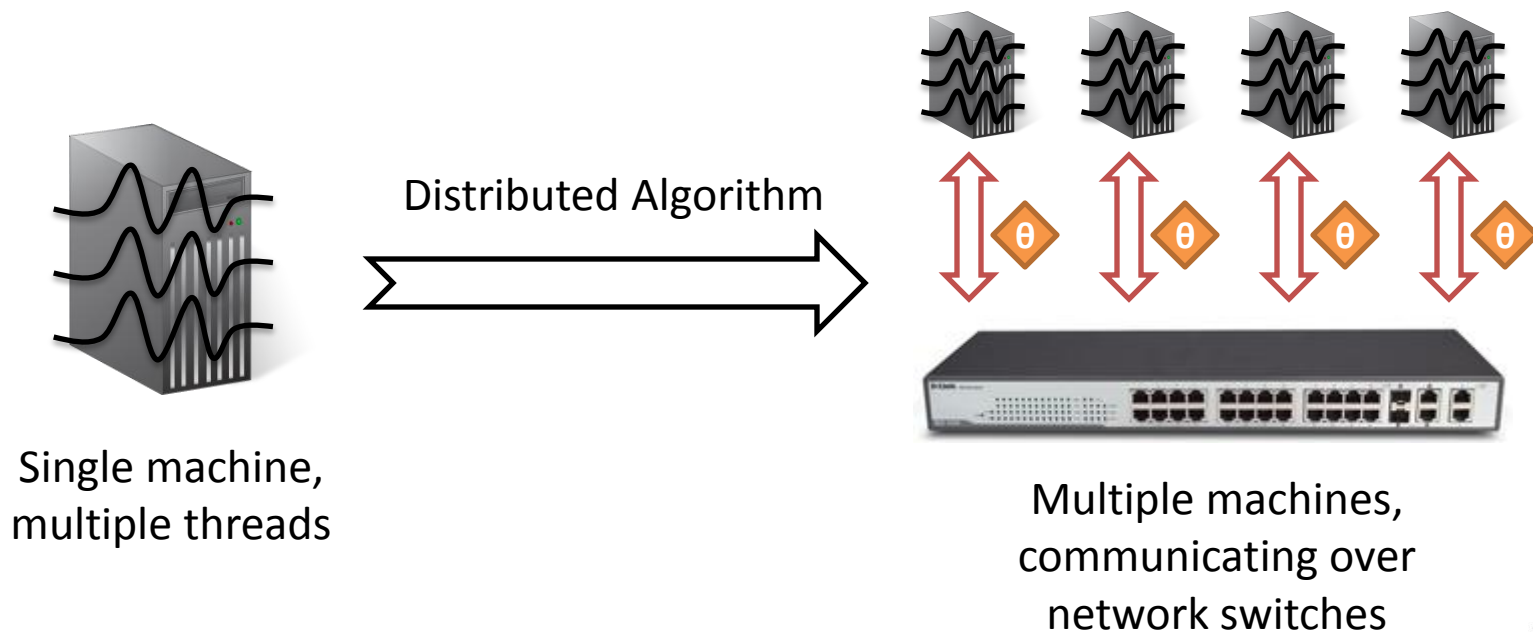 Distributed Algorithm
θ θ θ θ
Single machine,
multiple threads
Multiple machines,
communicating over
network switches